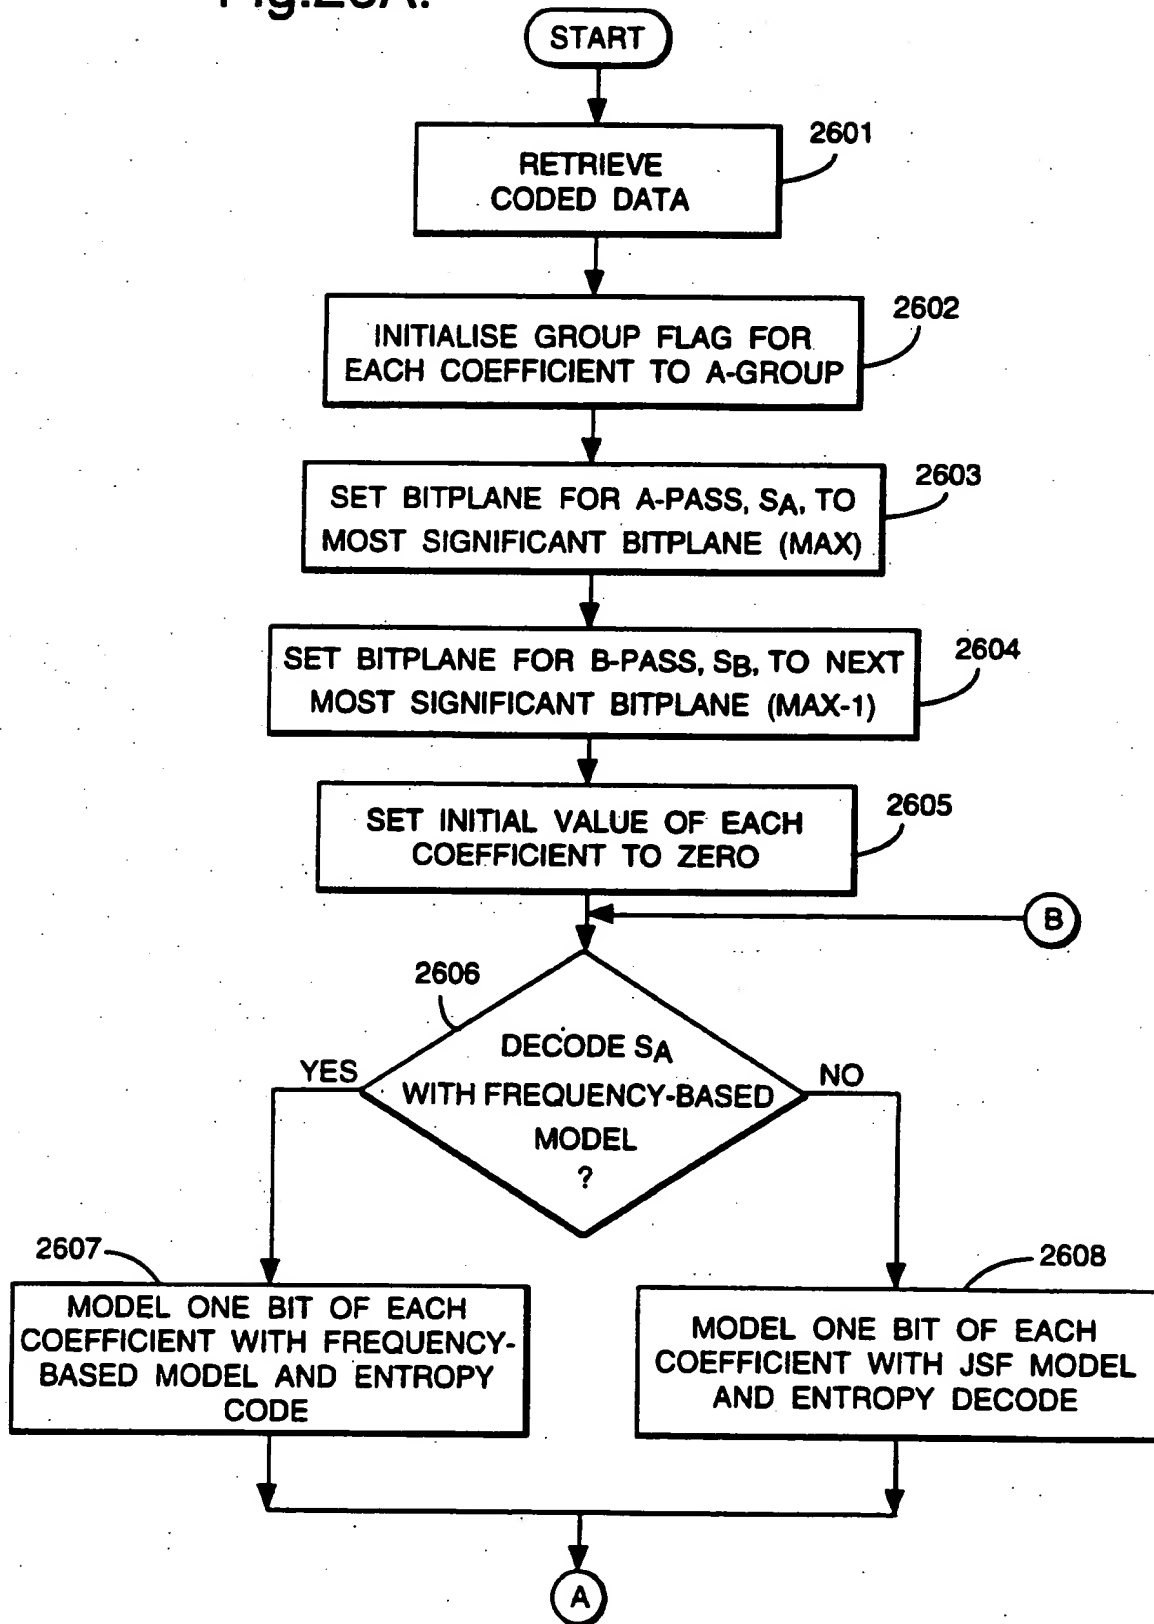 START
2601
RETRIEVE
CODED DATA
2602
INITIALISE GROUP FLAG FOR
EACH COEFFICIENT TO A-GROUP
2603
SET BITPLANE FOR A-PASS, SA, TO
MOST SIGNIFICANT BITPLANE (MAX)
2604
SET BITPLANE FOR B-PASS, SB, TO NEXT
MOST SIGNIFICANT BITPLANE (MAX-1)
2605
SET INITIAL VALUE OF EACH
COEFFICIENT TO ZERO
B
2606
DECODE SA
WITH FREQUENCY-BASED
MODEL
?
YES
NO
2607
MODEL ONE BIT OF EACH
COEFFICIENT WITH FREQUENCY-
BASED MODEL AND ENTROPY
CODE
2608
MODEL ONE BIT OF EACH
COEFFICIENT WITH JSF MODEL
AND ENTROPY DECODE
A